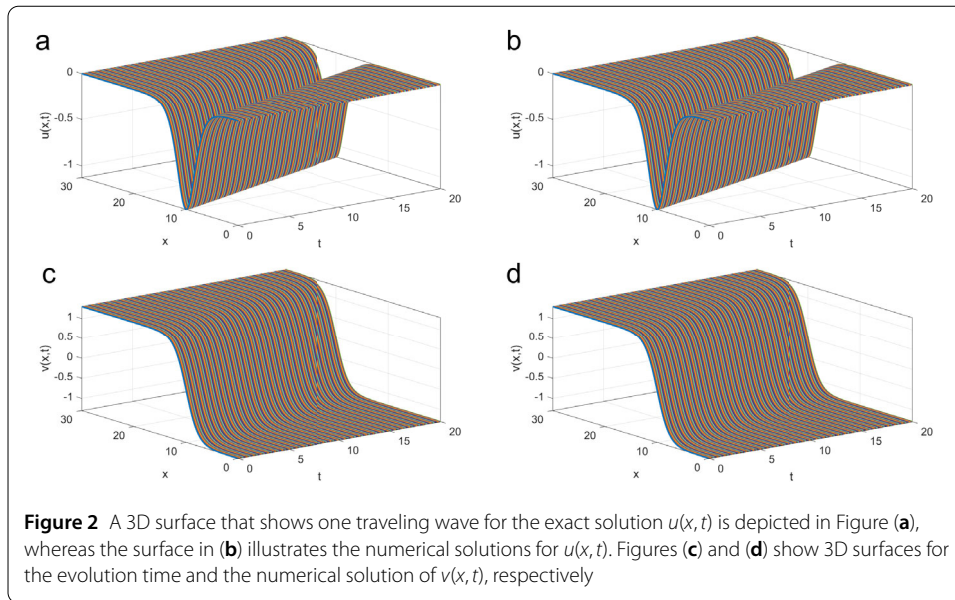 a
b
0
-0.5
-1
u(x,t)
30
20
10
0
x
0
5
10
15
20
t
0
-0.5
-1
u(x,t)
30
20
10
0
x
0
5
10
15
20
t
c
d
1
0.5
0
-0.5
-1
v(x,t)
30
20
10
0
x
0
5
10
15
20
t
1
0.5
0
-0.5
-1
v(x,t)
30
20
10
0
x
0
5
10
15
20
t
Figure 2 A 3D surface that shows one traveling wave for the exact solution u(x, t) is depicted in Figure (a),
whereas the surface in (b) illustrates the numerical solutions for u(x, t). Figures (c) and (d) show 3D surfaces for
the evolution time and the numerical solution of v(x, t), respectively